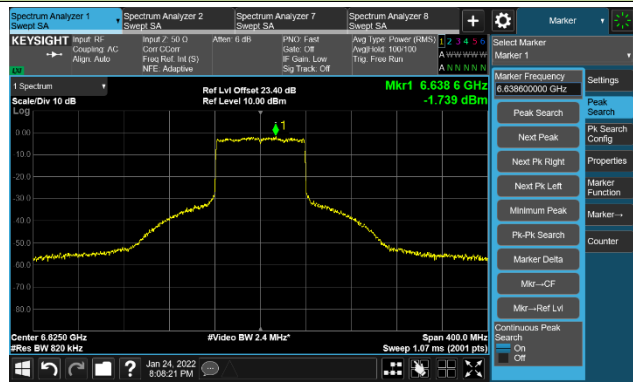 Spectrum Analyzer 1
Swept SA
Spectrum Analyzer 2
Swept SA
Spectrum Analyzer 7
Swept SA
Spectrum Analyzer 8
Swept SA
+
Marker
KEYSIGHT
Input: RF
Coupling: AC
Align: Auto
Input Z: 50 Ω
Corr CCorr
Freq Ref: Int (S)
NFE: Adaptive
Atten: 6 dB
PNO: Fast
Gate: Off
IF Gain: Low
Sig Track: Off
Avg Type: Power (RMS)
Avg|Hold: 100/100
Trig: Free Run
1 2 3 4 5 6
A W W W W W
A N N N N N
LV
Select Marker
Marker 1
1 Spectrum
Scale/Div 10 dB
Log
Ref Lvl Offset 23.40 dB
Ref Level 10.00 dBm
Mkr1 6.638 6 GHz
-1.739 dBm
Marker Frequency
6.638600000 GHz
Peak Search
Next Peak
Next Pk Right
Next Pk Left
Minimum Peak
Pk-Pk Search
Marker Delta
Mkr→CF
Mkr→Ref Lvl
Continuous Peak
Search
On
Off
Settings
Peak
Search
Pk Search
Config
Properties
Marker
Function
Marker→
Counter
1
0.00
-10.0
-20.0
-30.0
-40.0
-50.0
-60.0
-70.0
-80.0
Center 6.6250 GHz
#Res BW 820 kHz
#Video BW 2.4 MHz*
Span 400.0 MHz
Sweep 1.07 ms (2001 pts)
?
Jan 24, 2022
8:08:21 PM